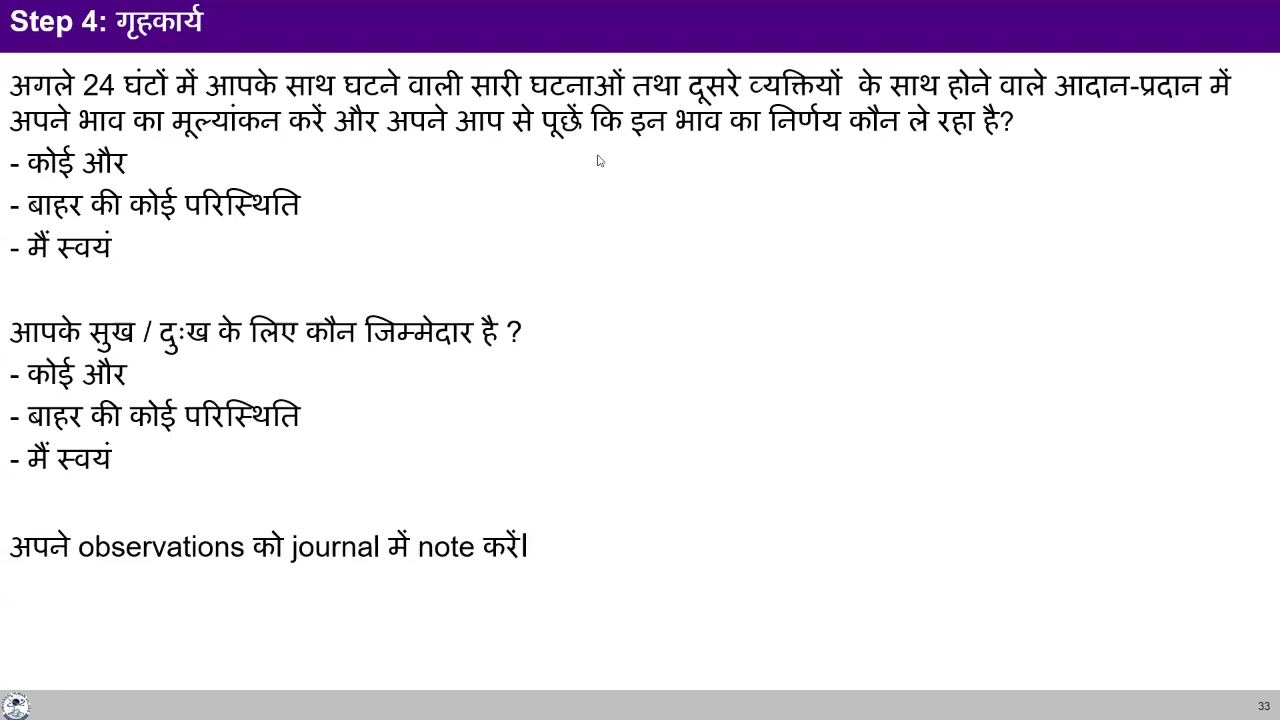 Step 4: गृहकार्य
अगले 24 घंटों में आपके साथ घटने वाली सारी घटनाओं तथा दूसरे व्यक्तियों के साथ होने वाले आदान-प्रदान में
अपने भाव का मूल्यांकन करें और अपने आप से पूछें कि इन भाव का निर्णय कौन ले रहा है?
- कोई और
- बाहर की कोई परिस्थिति
- मैं स्वयं
आपके सुख / दुःख के लिए कौन जिम्मेदार है ?
- कोई और
- बाहर की कोई परिस्थिति
- मैं स्वयं
अपने observations को journal में note करें।
33